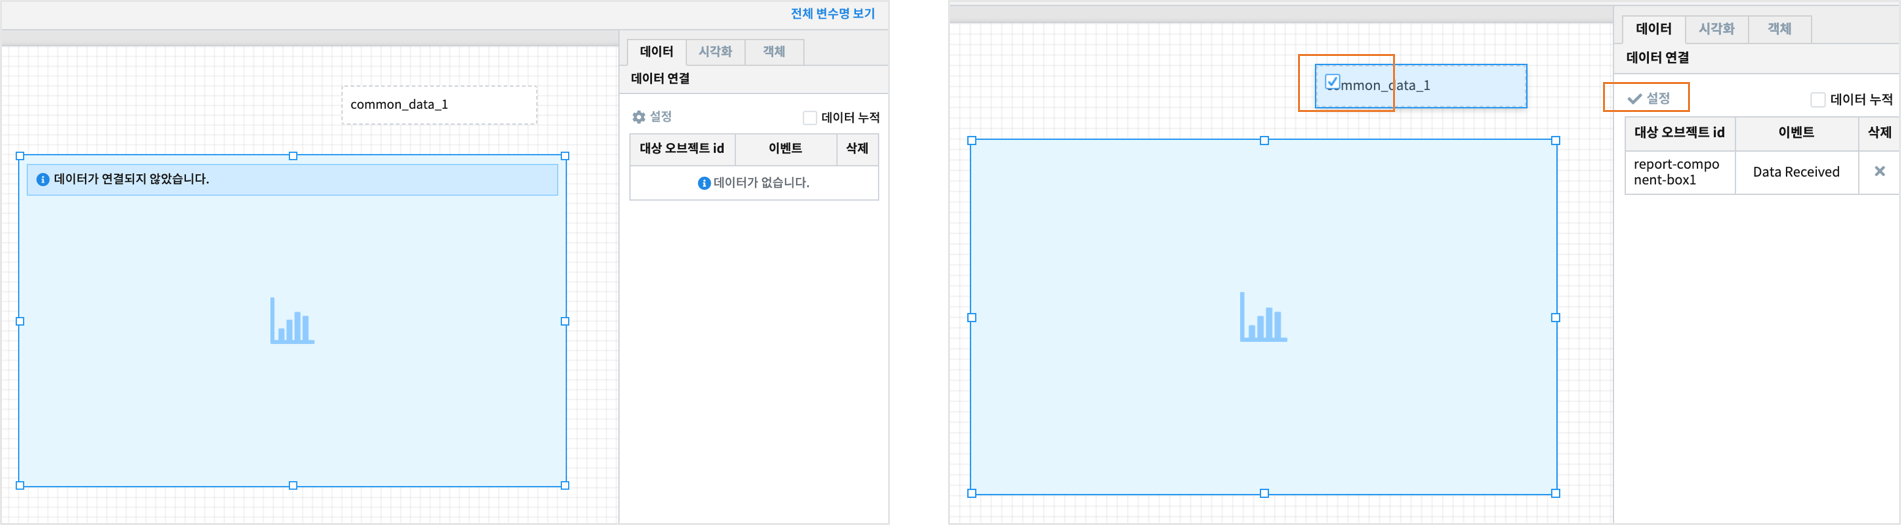 전체 변수명 보기
데이터 시각화 객체
데이터 연결
설정 데이터 누적
대상 오브젝트 id 이벤트 삭제
데이터가 없습니다.
common_data_1
데이터가 연결되지 않았습니다.
데이터 시각화 객체
데이터 연결
설정 데이터 누적
대상 오브젝트 id 이벤트 삭제
report-compo
nent-box1
Data Received
mmon_data_1